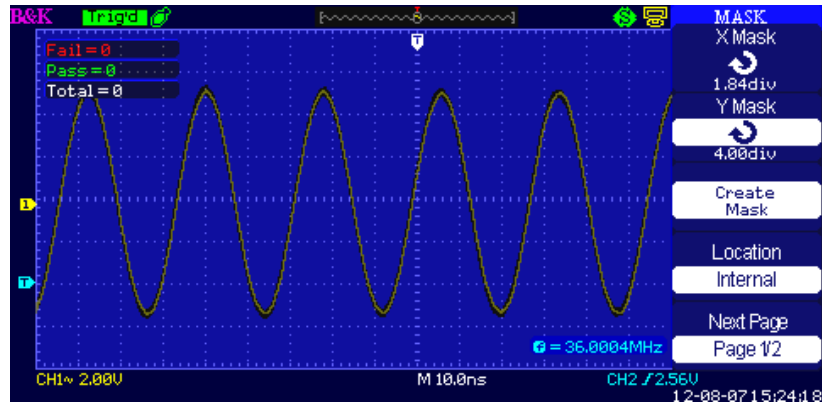 B&K Trig'd S MASK
T
Fail=0
Pass=0
Total=0
1
T
X Mask
1.84div
Y Mask
4.00div
Create
Mask
Location
Internal
Next Page
Page 1/2
f = 36.0004MHz
CH1~ 2.00V M 10.0ns CH2 / 2.56V
12-08-07 15:24:18